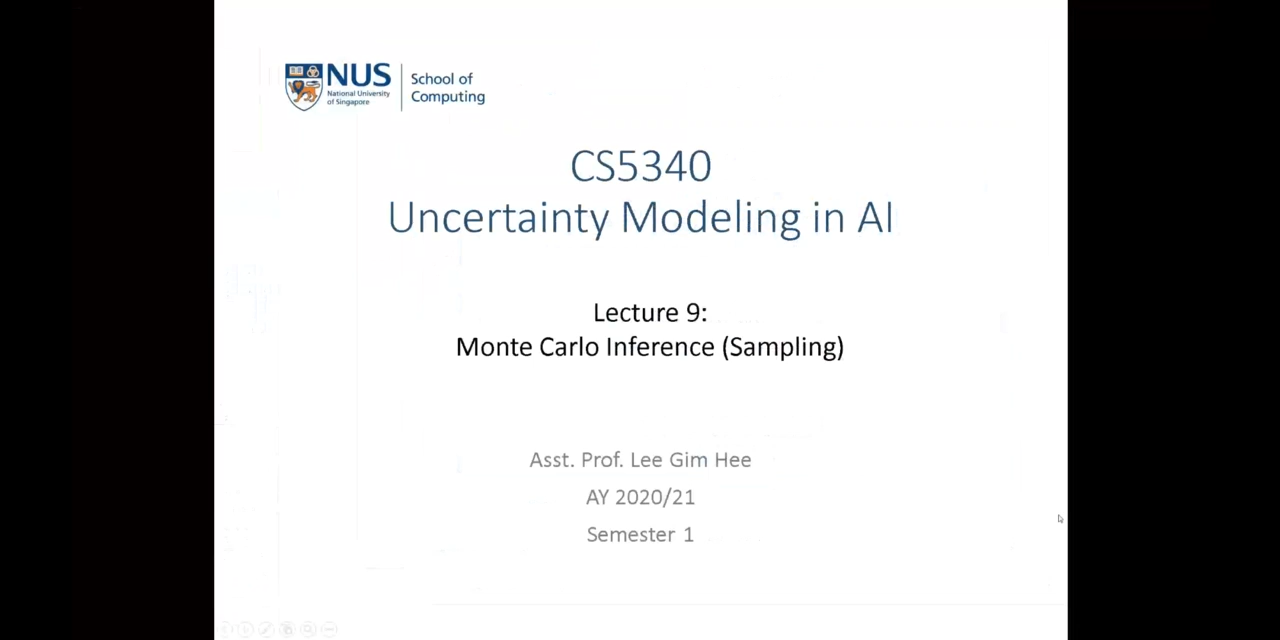 NUS
National University
of Singapore
School of
Computing
CS5340
Uncertainty Modeling in AI
Lecture 9:
Monte Carlo Inference (Sampling)
Asst. Prof. Lee Gim Hee
AY 2020/21
Semester 1